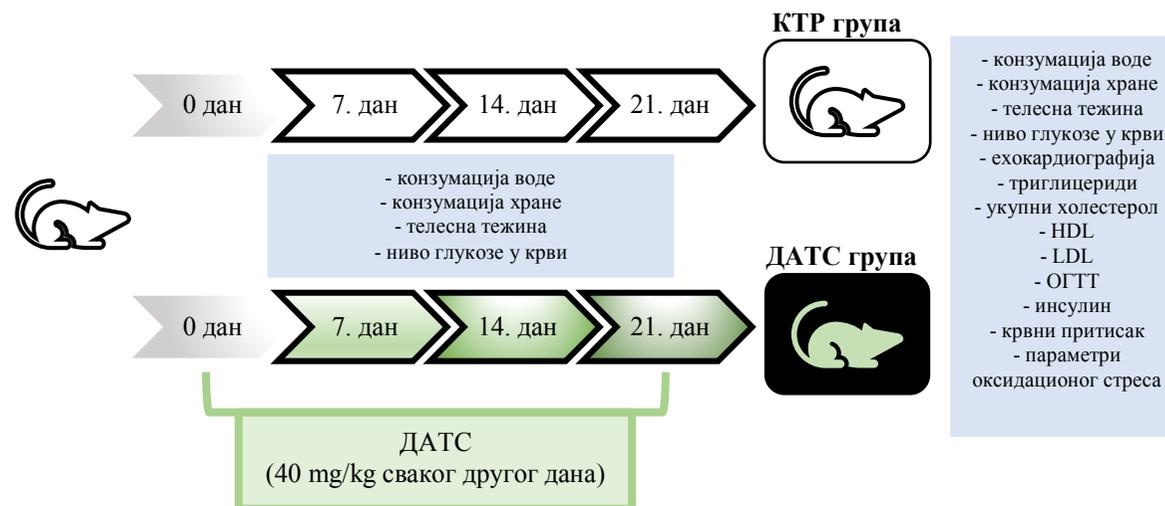 КТР група
0 дан
7. дан
14. дан
21. дан
- конзумација воде
- конзумација хране
- телесна тежина
- ниво глукозе у крви
ДАТС група
0 дан
7. дан
14. дан
21. дан
ДАТС
(40 mg/kg сваког другог дана)
- конзумација воде
- конзумација хране
- телесна тежина
- ниво глукозе у крви
- ехокардиографија
- триглицериди
- укупни холестерол
- HDL
- LDL
- ОГТТ
- инсулин
- крвни притисак
- параметри
оксидационог стреса